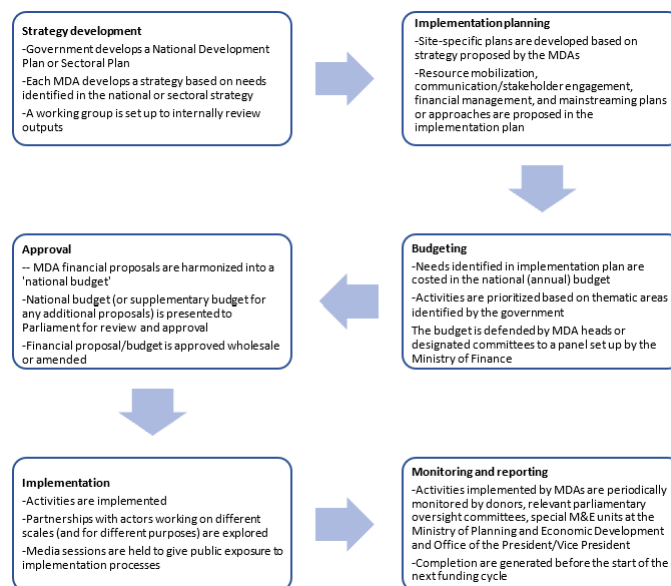 Strategy development
-Government develops a National Development
Plan or Sectoral Plan
-Each MDA develops a strategy based on needs
identified in the national or sectoral strategy
-A working group is set up to internally review
outputs
Implementation planning
-Site-specific plans are developed based on
strategy proposed by the MDAs
-Resource mobilization,
communication/stakeholder engagement,
financial management, and mainstreaming plans
or approaches are proposed in the
implementation plan
Budgeting
-Needs identified in implementation plan are
costed in the national (annual) budget
-Activities are prioritized based on thematic areas
identified by the government
The budget is defended by MDA heads or
designated committees to a panel set up by the
Ministry of Finance
Approval
-- MDA financial proposals are harmonized into a
'national budget'
-National budget (or supplementary budget for
any additional proposals) is presented to
Parliament for review and approval
-Financial proposal/budget is approved wholesale
or amended
Implementation
-Activities are implemented
-Partnerships with actors working on different
scales (and for different purposes) are explored
-Media sessions are held to give public exposure to
implementation processes
Monitoring and reporting
-Activities implemented by MDAs are periodically
monitored by donors, relevant parliamentary
oversight committees, special M&E units at the
Ministry of Planning and Economic Development
and Office of the President/Vice President
-Completion are generated before the start of the
next funding cycle